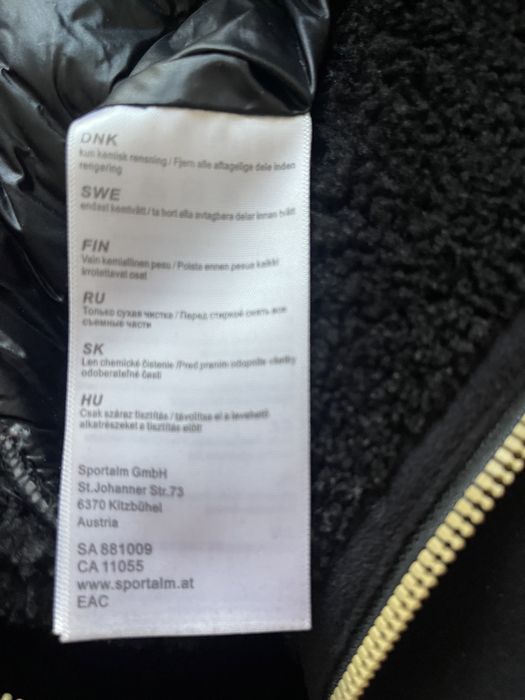 DNK
kun kemisk rensning / Fjern alle aftagelige dele inden
rengering
SWE
endast kemtvätt / ta bort alla avtagbara delar innan tvätt
FIN
Vain kemiallinen pesu / Poista ennen pesua kaikki
irroitettavat osat
RU
Только сухая чистка / Перед стиркой снять все
съемные части
SK
Len chemické čistenie /Pred praním odopnite všetky
odoberateľné časti
HU
Csak száraz tisztítás / távolítsa el a levehető
alkatrészeket a tisztítás előtt
Sportalm GmbH
St.Johanner Str.73
6370 Kitzbühel
Austria
SA 881009
CA 11055
www.sportalm.at
EAC